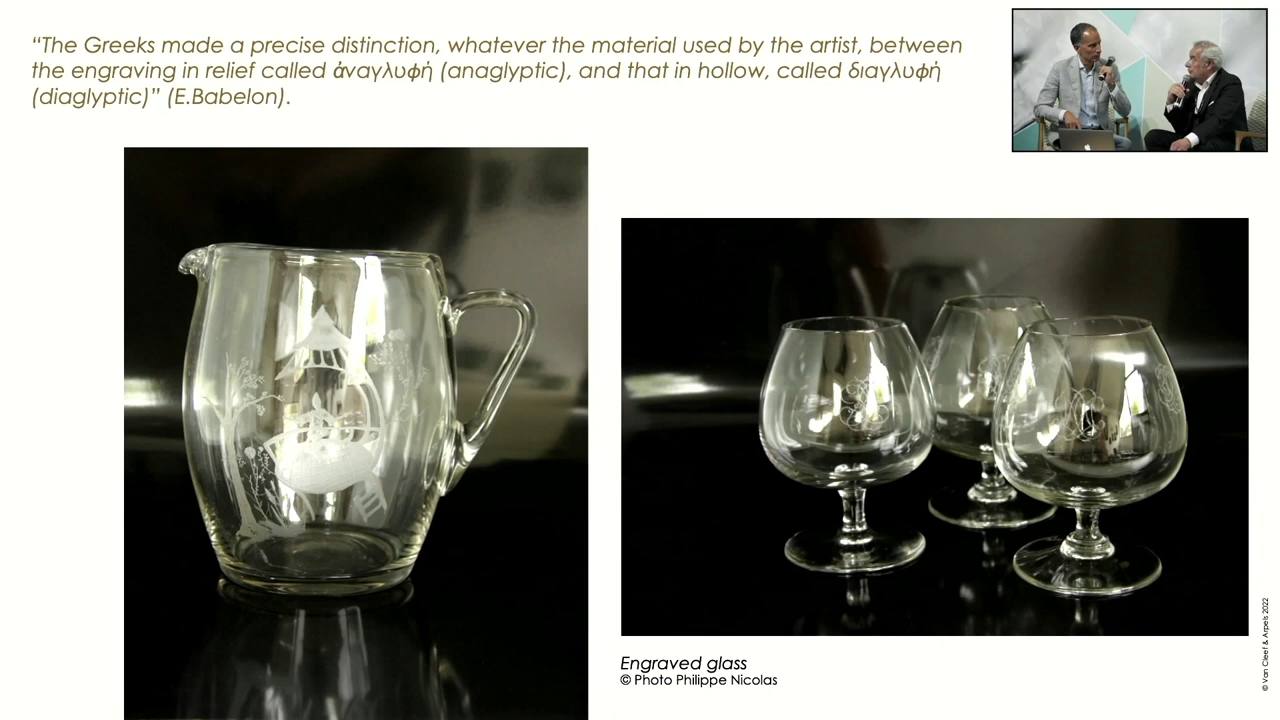 “The Greeks made a precise distinction, whatever the material used by the artist, between
the engraving in relief called ἀναγλυφή (anaglyptic), and that in hollow, called διαγλυφή
(diaglyptic)” (E.Babelon).
Engraved glass
© Photo Philippe Nicolas
© Van Cleef & Arpels 2022